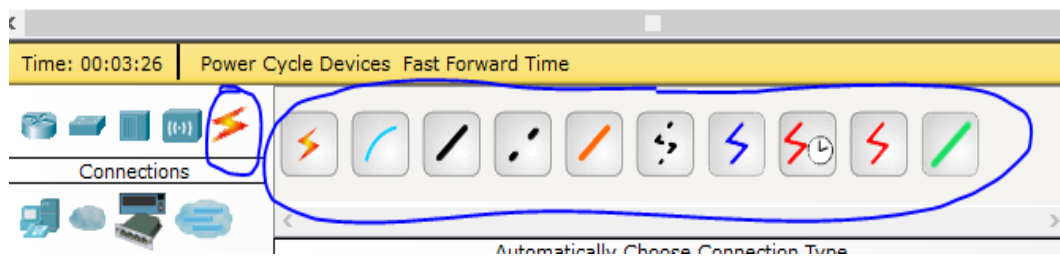 Time: 00:03:26 Power Cycle Devices Fast Forward Time
Connections
Automatically Choose Connection Type